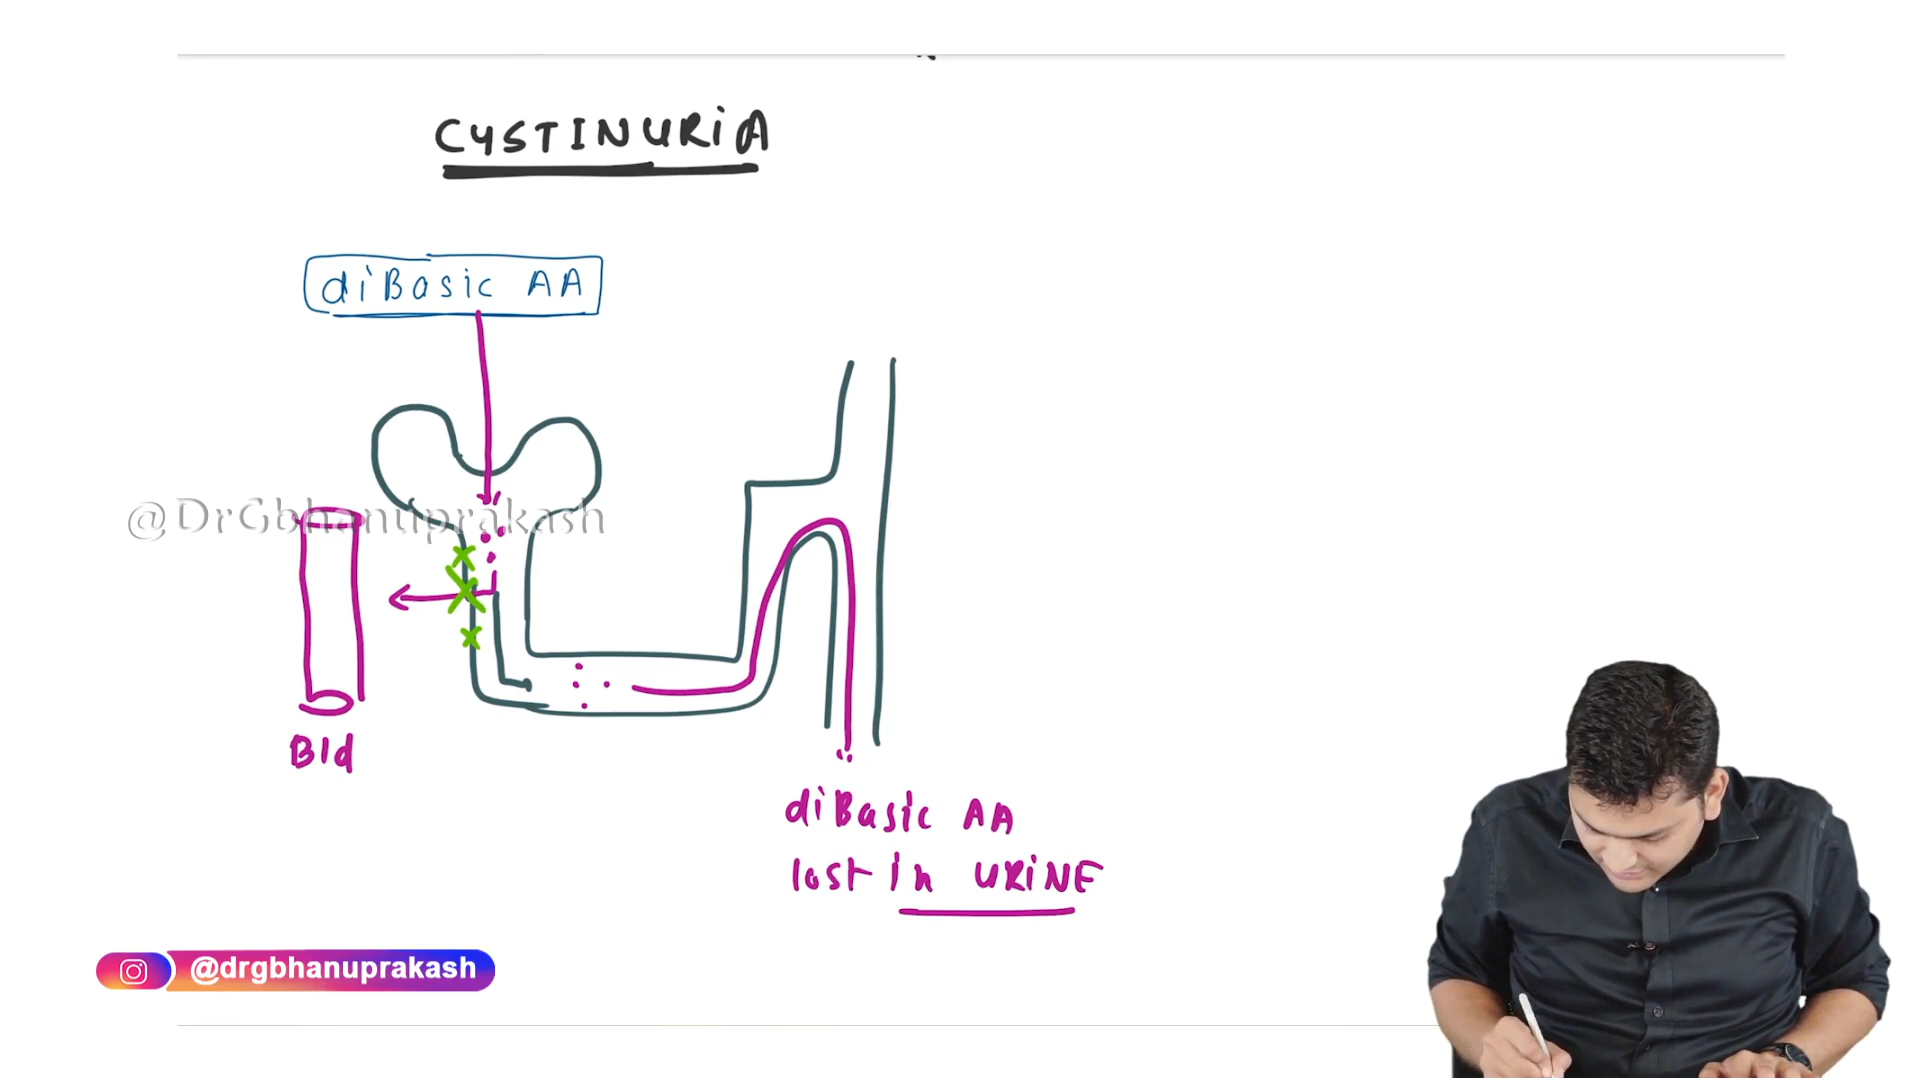 CYSTINURiA
diBasic AA
@DrGbhanuprakash
Bld
diBasic AA
lost in URiNE
@drgbhanuprakash